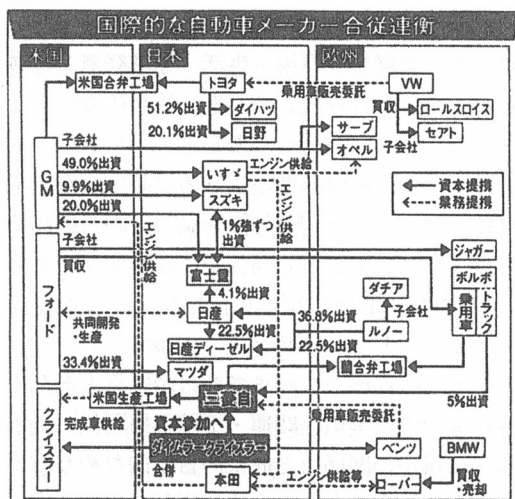 国際的な自動車メーカー合従連衡
米国
日本
欧州
米国合弁工場
トヨタ
乗用車販売委託
VW
51.2%出資
ダイハツ
買収
ロールスロイス
20.1%出資
日野
セアト
子会社
サーブ
子会社
オペル
GM
49.0%出資
いすゞ
エンジン供給
9.9%出資
スズキ
20.0%出資
1%強ずつ
出資
エンジン供給
エンジン供給
資本提携
業務提携
子会社
ジャガー
買収
富士重
ボルボ
乗用車
トラック
フォード
4.1%出資
ダチア
日産
36.8%出資
子会社
共同開発
・生産
22.5%出資
ルノー
日産ディーゼル
22.5%出資
33.4%出資
マツダ
蘭合弁工場
米国生産工場
三菱自
5%出資
クライスラー
完成車供給
資本参加へ
乗用車販売委託
ダイムラークライスラー
ベンツ
BMW
合併
本田
エンジン供給等
ローバー
買収
・売却